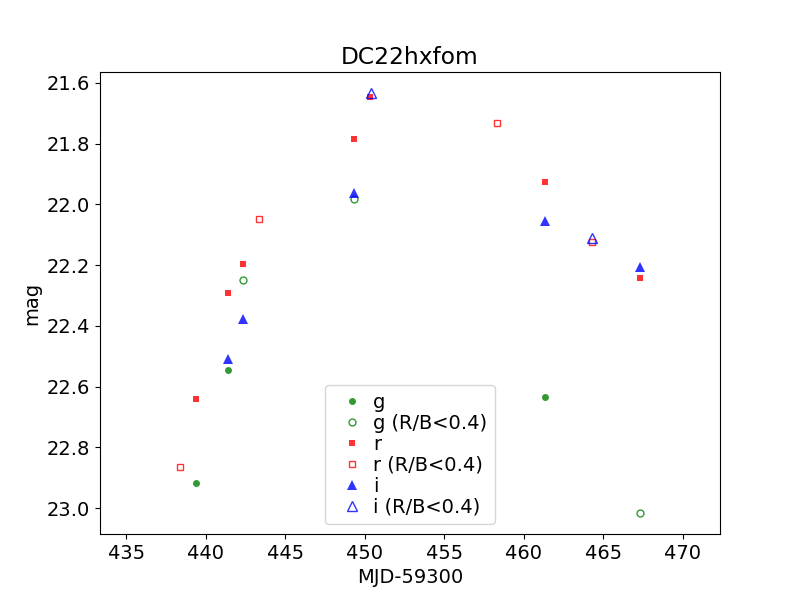 DC22hxfom
21.6
21.8
22.0
22.2
22.4
22.6
22.8
23.0
mag
g
g (R/B<0.4)
r
r (R/B<0.4)
i
i (R/B<0.4)
435 440 445 450 455 460 465 470
MJD-59300